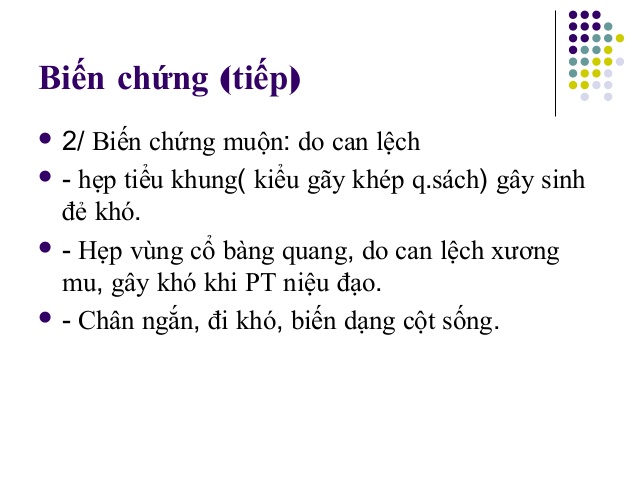 Biến chứng (tiếp)
2/ Biến chứng muộn: do can lệch
- hẹp tiểu khung( kiểu gãy khép q.sách) gây sinh
đẻ khó.
- Hẹp vùng cổ bàng quang, do can lệch xương
mu, gây khó khi PT niệu đạo.
- Chân ngắn, đi khó, biến dạng cột sống.